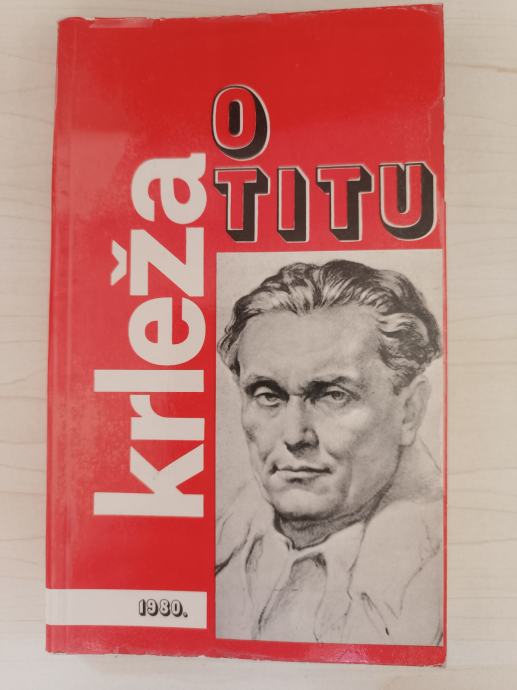 krleža
O
TITU
1980.